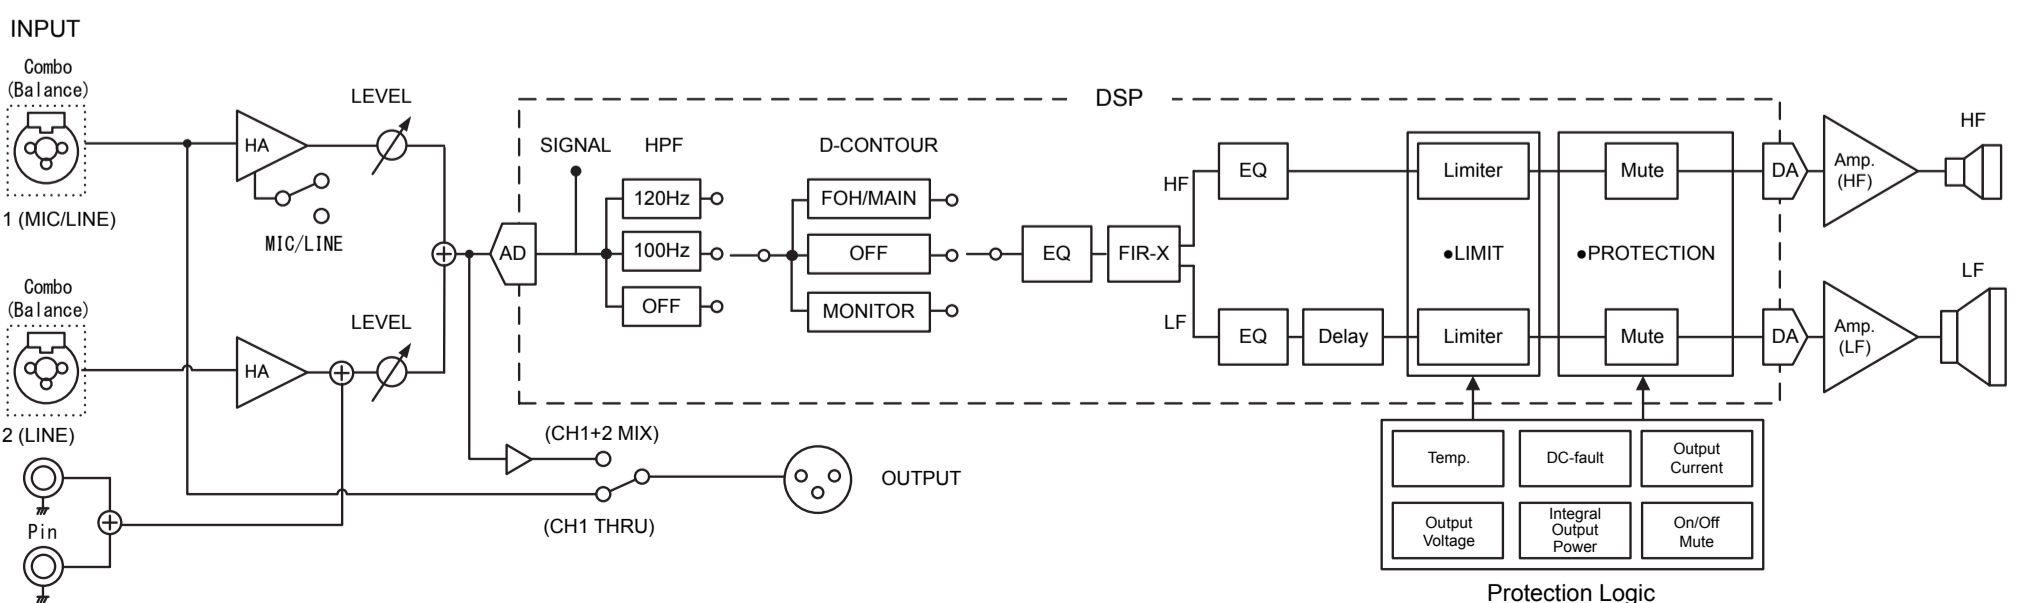 INPUT
Combo
(Balance)
1 (MIC/LINE)
HA
LEVEL
MIC/LINE
Combo
(Balance)
2 (LINE)
HA
LEVEL
Pin
DSP
AD
SIGNAL
HPF
120Hz
100Hz
OFF
D-CONTOUR
FOH/MAIN
OFF
MONITOR
EQ
FIR-X
HF
EQ
Limiter
Mute
DA
Amp.
(HF)
HF
●LIMIT
●PROTECTION
LF
EQ
Delay
Limiter
Mute
DA
Amp.
(LF)
LF
(CH1+2 MIX)
(CH1 THRU)
OUTPUT
Temp.
DC-fault
Output
Current
Output
Voltage
Integral
Output
Power
On/Off
Mute
Protection Logic